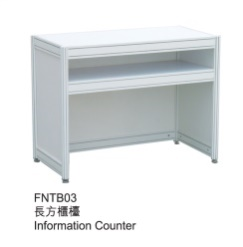 FNTB03
長方櫃檯
Information Counter